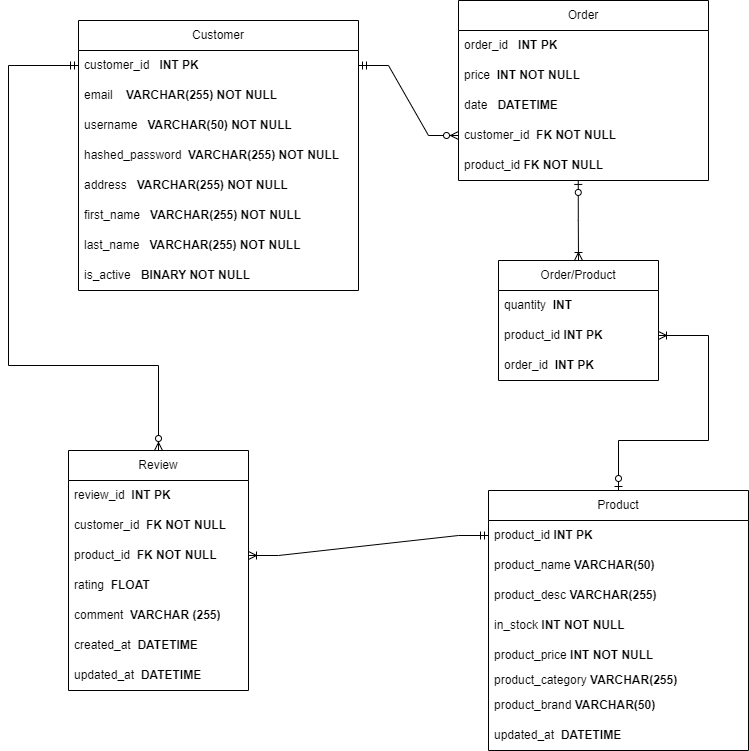 Customer
customer_id INT PK
email VARCHAR(255) NOT NULL
username VARCHAR(50) NOT NULL
hashed_password VARCHAR(255) NOT NULL
address VARCHAR(255) NOT NULL
first_name VARCHAR(255) NOT NULL
last_name VARCHAR(255) NOT NULL
is_active BINARY NOT NULL
Order
order_id INT PK
price INT NOT NULL
date DATETIME
customer_id FK NOT NULL
product_id FK NOT NULL
Order/Product
quantity INT
product_id INT PK
order_id INT PK
Review
review_id INT PK
customer_id FK NOT NULL
product_id FK NOT NULL
rating FLOAT
comment VARCHAR (255)
created_at DATETIME
updated_at DATETIME
Product
product_id INT PK
product_name VARCHAR(50)
product_desc VARCHAR(255)
in_stock INT NOT NULL
product_price INT NOT NULL
product_category VARCHAR(255)
product_brand VARCHAR(50)
updated_at DATETIME